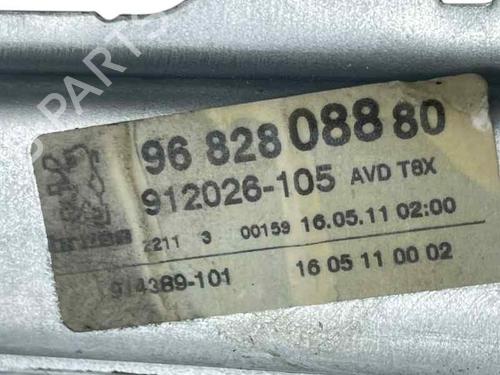 96 828 088 80
912026-105 AVD T8X
2211 3 00159 16.05.11 02:00
914389-101 16 05 11 00 02